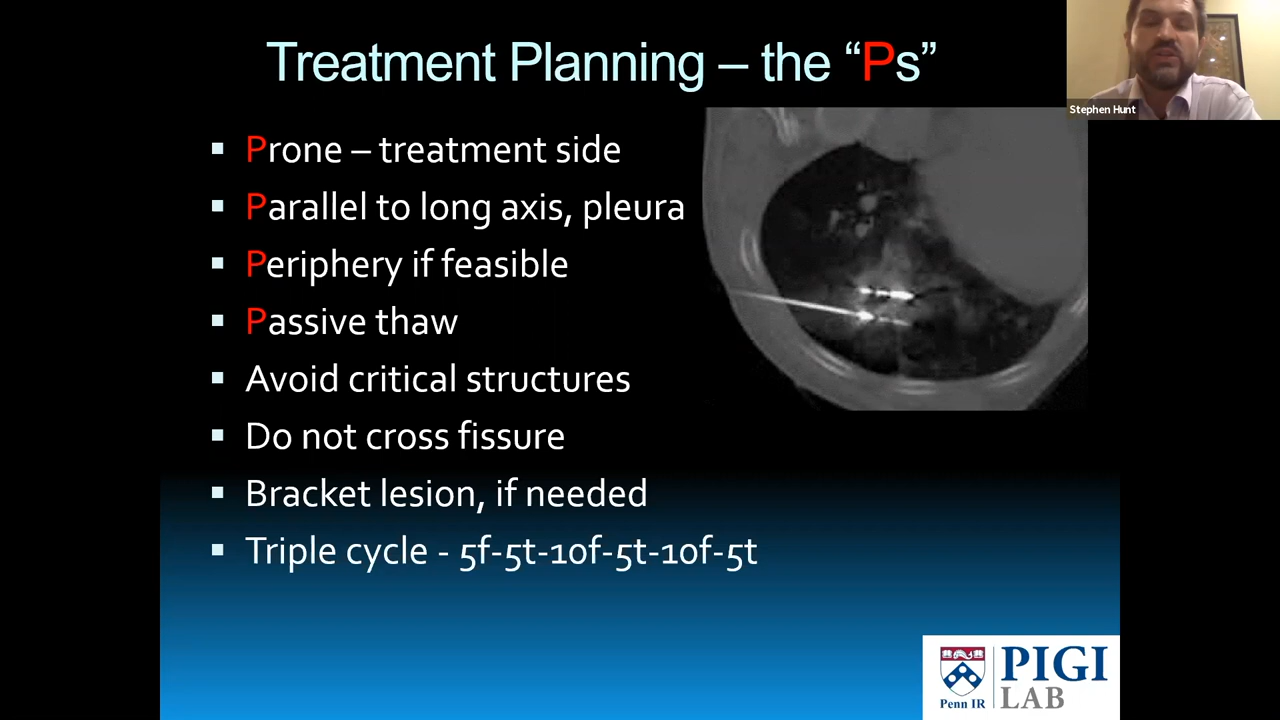 Treatment Planning – the “Ps”
Stephen Hunt
Prone – treatment side
Parallel to long axis, pleura
Periphery if feasible
Passive thaw
Avoid critical structures
Do not cross fissure
Bracket lesion, if needed
Triple cycle - 5f-5t-10f-5t-10f-5t
Penn IR
PIGI
LAB